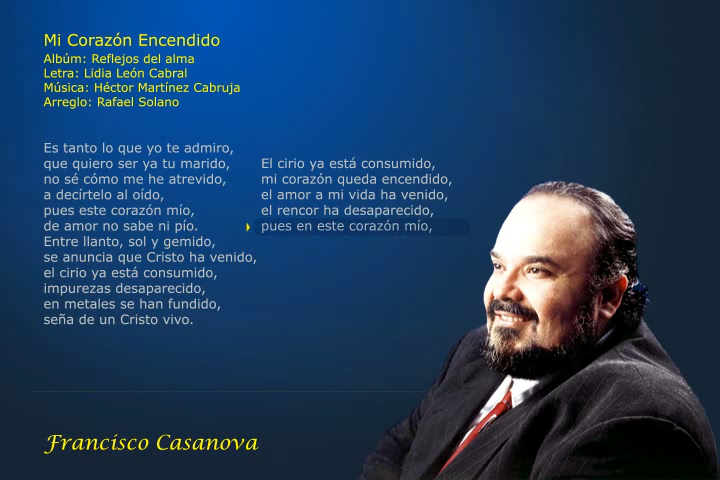 Mi Corazón Encendido
Albúm: Reflejos del alma
Letra: Lidia León Cabral
Música: Héctor Martínez Cabruja
Arreglo: Rafael Solano
Es tanto lo que yo te admiro,
que quiero ser ya tu marido,
no sé cómo me he atrevido,
a decírtelo al oído,
pues este corazón mío,
de amor no sabe ni pío.
Entre llanto, sol y gemido,
se anuncia que Cristo ha venido,
el cirio ya está consumido,
impurezas desaparecido,
en metales se han fundido,
seña de un Cristo vivo.
El cirio ya está consumido,
mi corazón queda encendido,
el amor a mi vida ha venido,
el rencor ha desaparecido,
pues en este corazón mío,
Francisco Casanova